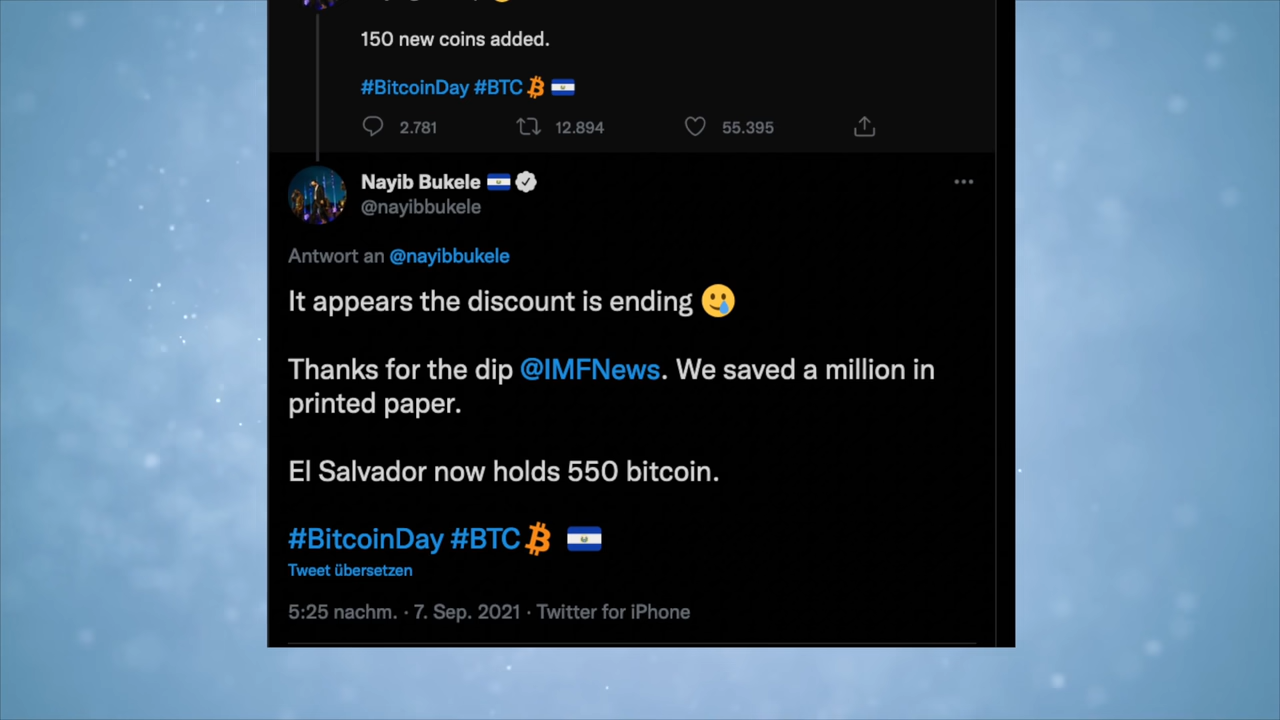 150 new coins added.
#BitcoinDay #BTC
2.781 12.894 55.395
Nayib Bukele
@nayibbukele
Antwort an @nayibbukele
It appears the discount is ending 🥲
Thanks for the dip @IMFNews. We saved a million in
printed paper.
El Salvador now holds 550 bitcoin.
#BitcoinDay #BTC
Tweet übersetzen
5:25 nachm. · 7. Sep. 2021 · Twitter for iPhone